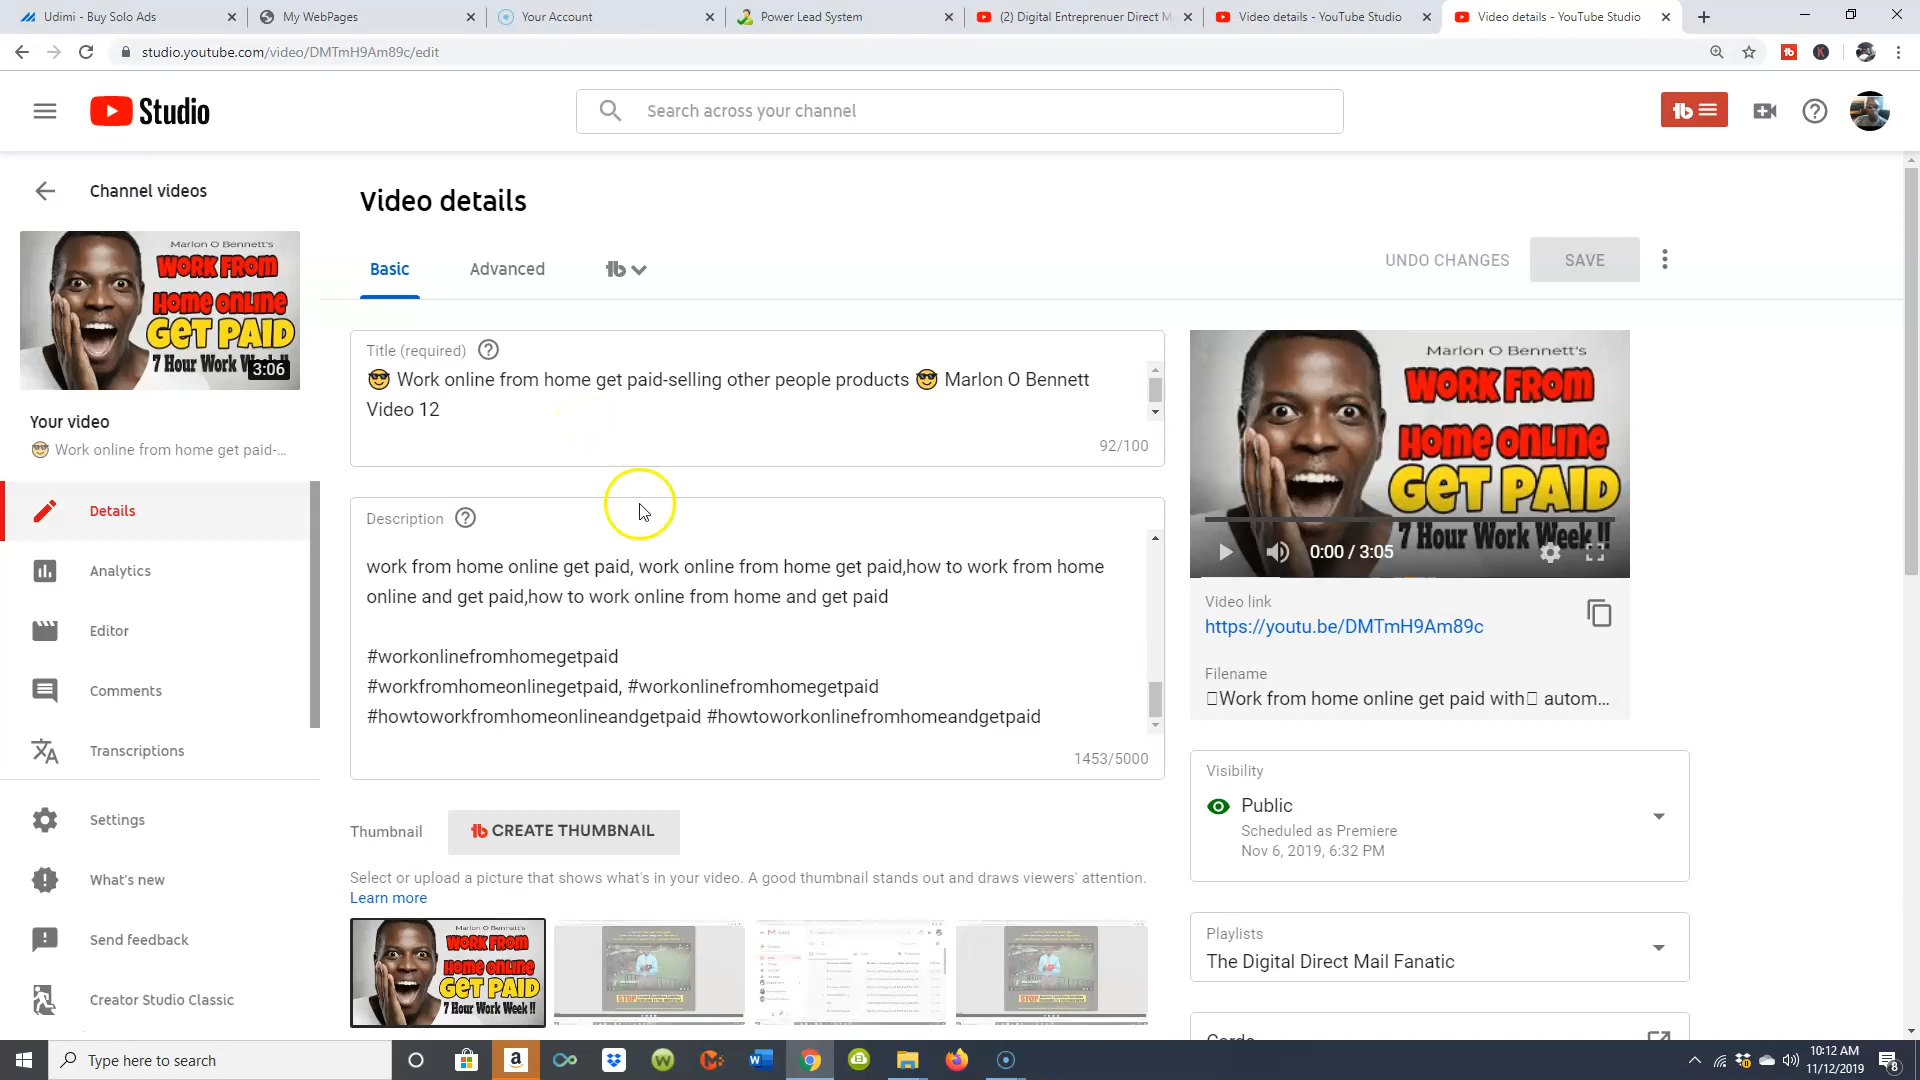 Udimi - Buy Solo Ads
My WebPages
Your Account
Power Lead System
(2) Digital Entreprenuer Direct M
Video details - YouTube Studio
Video details - YouTube Studio
studio.youtube.com/video/DMTmH9Am89c/edit
Studio
Search across your channel
Channel videos
Video details
Marlon O Bennett's
WORK FROM
HOME ONLINE
GET PAID
7 Hour Work Week !!
3:06
Basic
Advanced
UNDO CHANGES
SAVE
Your video
😎 Work online from home get paid-...
Details
Analytics
Editor
Comments
Transcriptions
Settings
What's new
Send feedback
Creator Studio Classic
Title (required)
😎 Work online from home get paid-selling other people products 😎 Marlon O Bennett
Video 12
92/100
Description
work from home online get paid, work online from home get paid,how to work from home
online and get paid,how to work online from home and get paid
#workonlinefromhomegetpaid
#workfromhomeonlinegetpaid, #workonlinefromhomegetpaid
#howtoworkfromhomeonlineandgetpaid #howtoworkonlinefromhomeandgetpaid
1453/5000
Thumbnail
CREATE THUMBNAIL
Select or upload a picture that shows what's in your video. A good thumbnail stands out and draws viewers' attention.
Learn more
Marlon O Bennett's
WORK FROM
HOME ONLINE
GET PAID
7 Hour Work Week !!
STOP
STOP
Marlon O Bennett's
WORK FROM
HOME ONLINE
GET PAID
7 Hour Work Week !!
0:00 / 3:05
Video link
https://youtu.be/DMTmH9Am89c
Filename
▯Work from home online get paid with▯ autom...
Visibility
Public
Scheduled as Premiere
Nov 6, 2019, 6:32 PM
Playlists
The Digital Direct Mail Fanatic
Cards
Type here to search
10:12 AM
11/12/2019
8